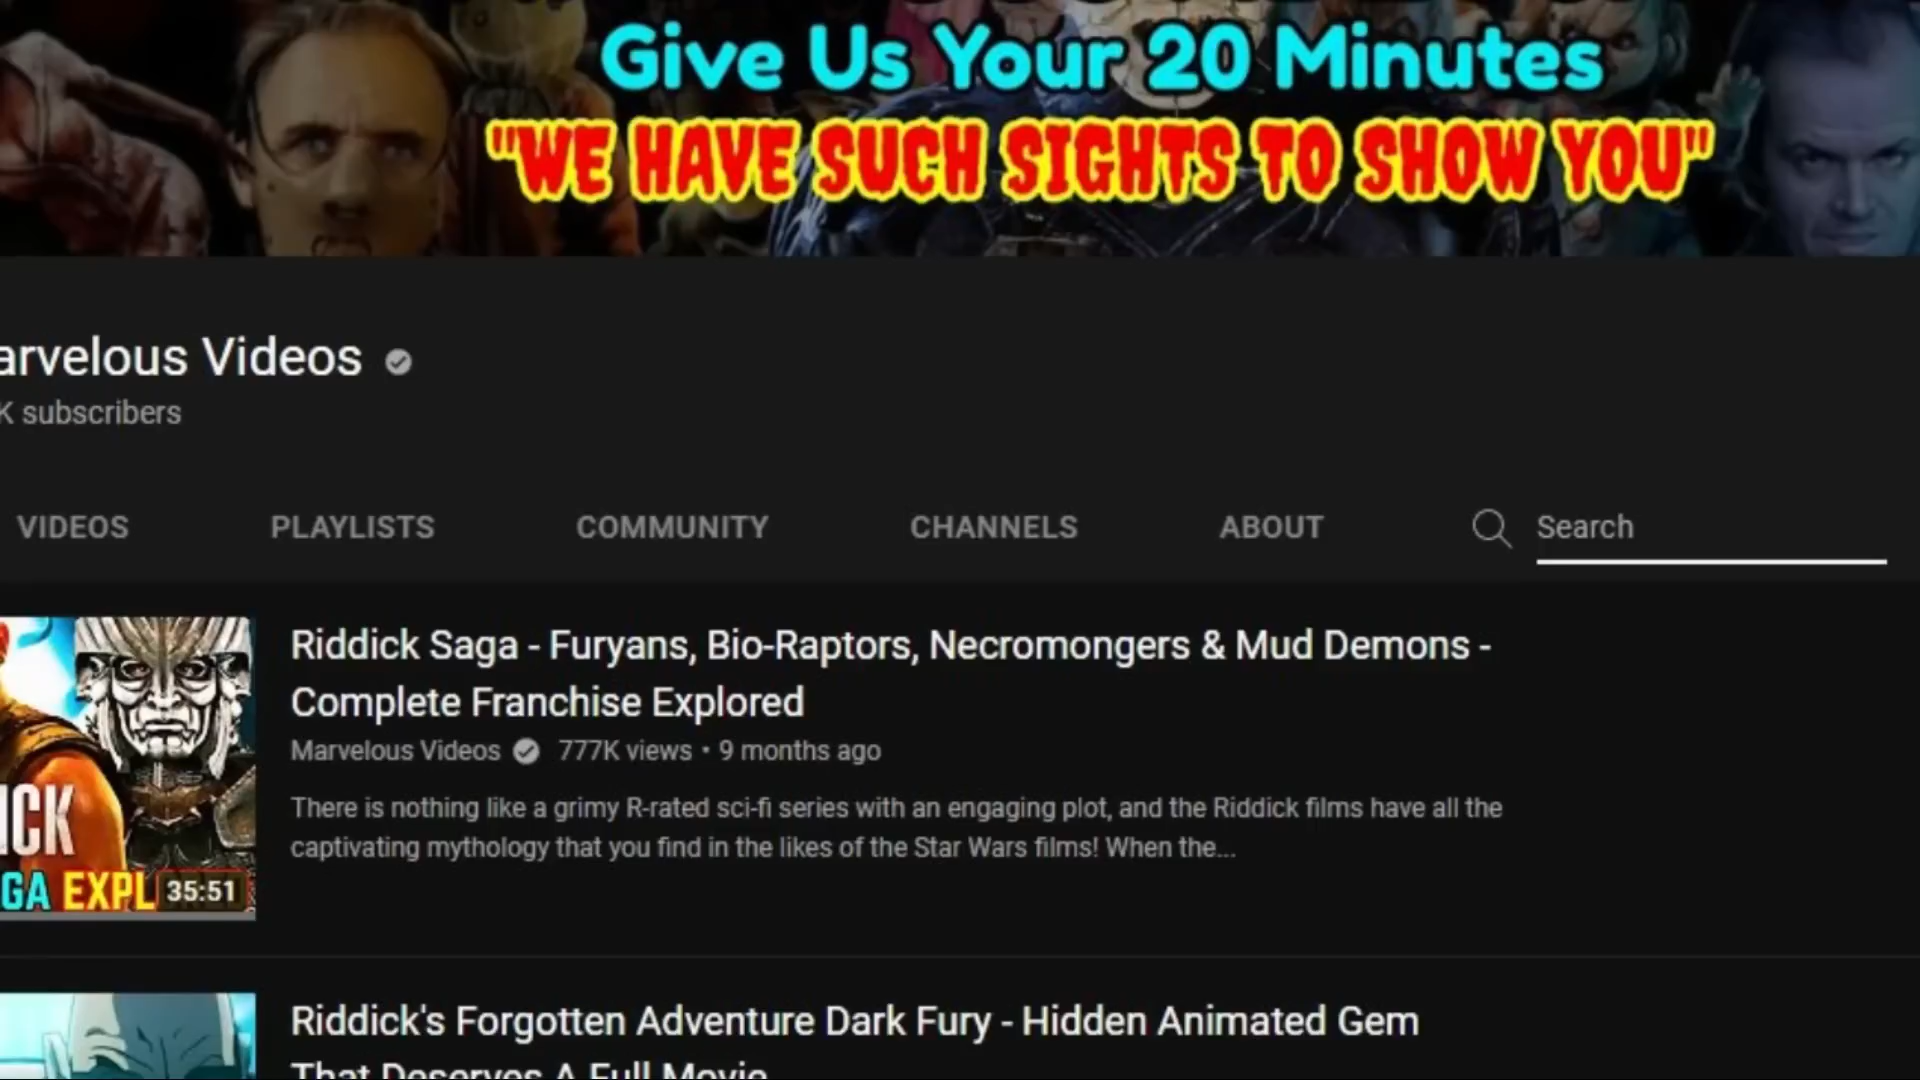 Give Us Your 20 Minutes
"WE HAVE SUCH SIGHTS TO SHOW YOU"
arvelous Videos
K subscribers
VIDEOS PLAYLISTS COMMUNITY CHANNELS ABOUT Search
Riddick Saga - Furyans, Bio-Raptors, Necromongers & Mud Demons -
Complete Franchise Explored
Marvelous Videos 777K views • 9 months ago
There is nothing like a grimy R-rated sci-fi series with an engaging plot, and the Riddick films have all the
captivating mythology that you find in the likes of the Star Wars films! When the...
ICK
GA EXPL 35:51
Riddick's Forgotten Adventure Dark Fury - Hidden Animated Gem
That Deserves A Full Movie